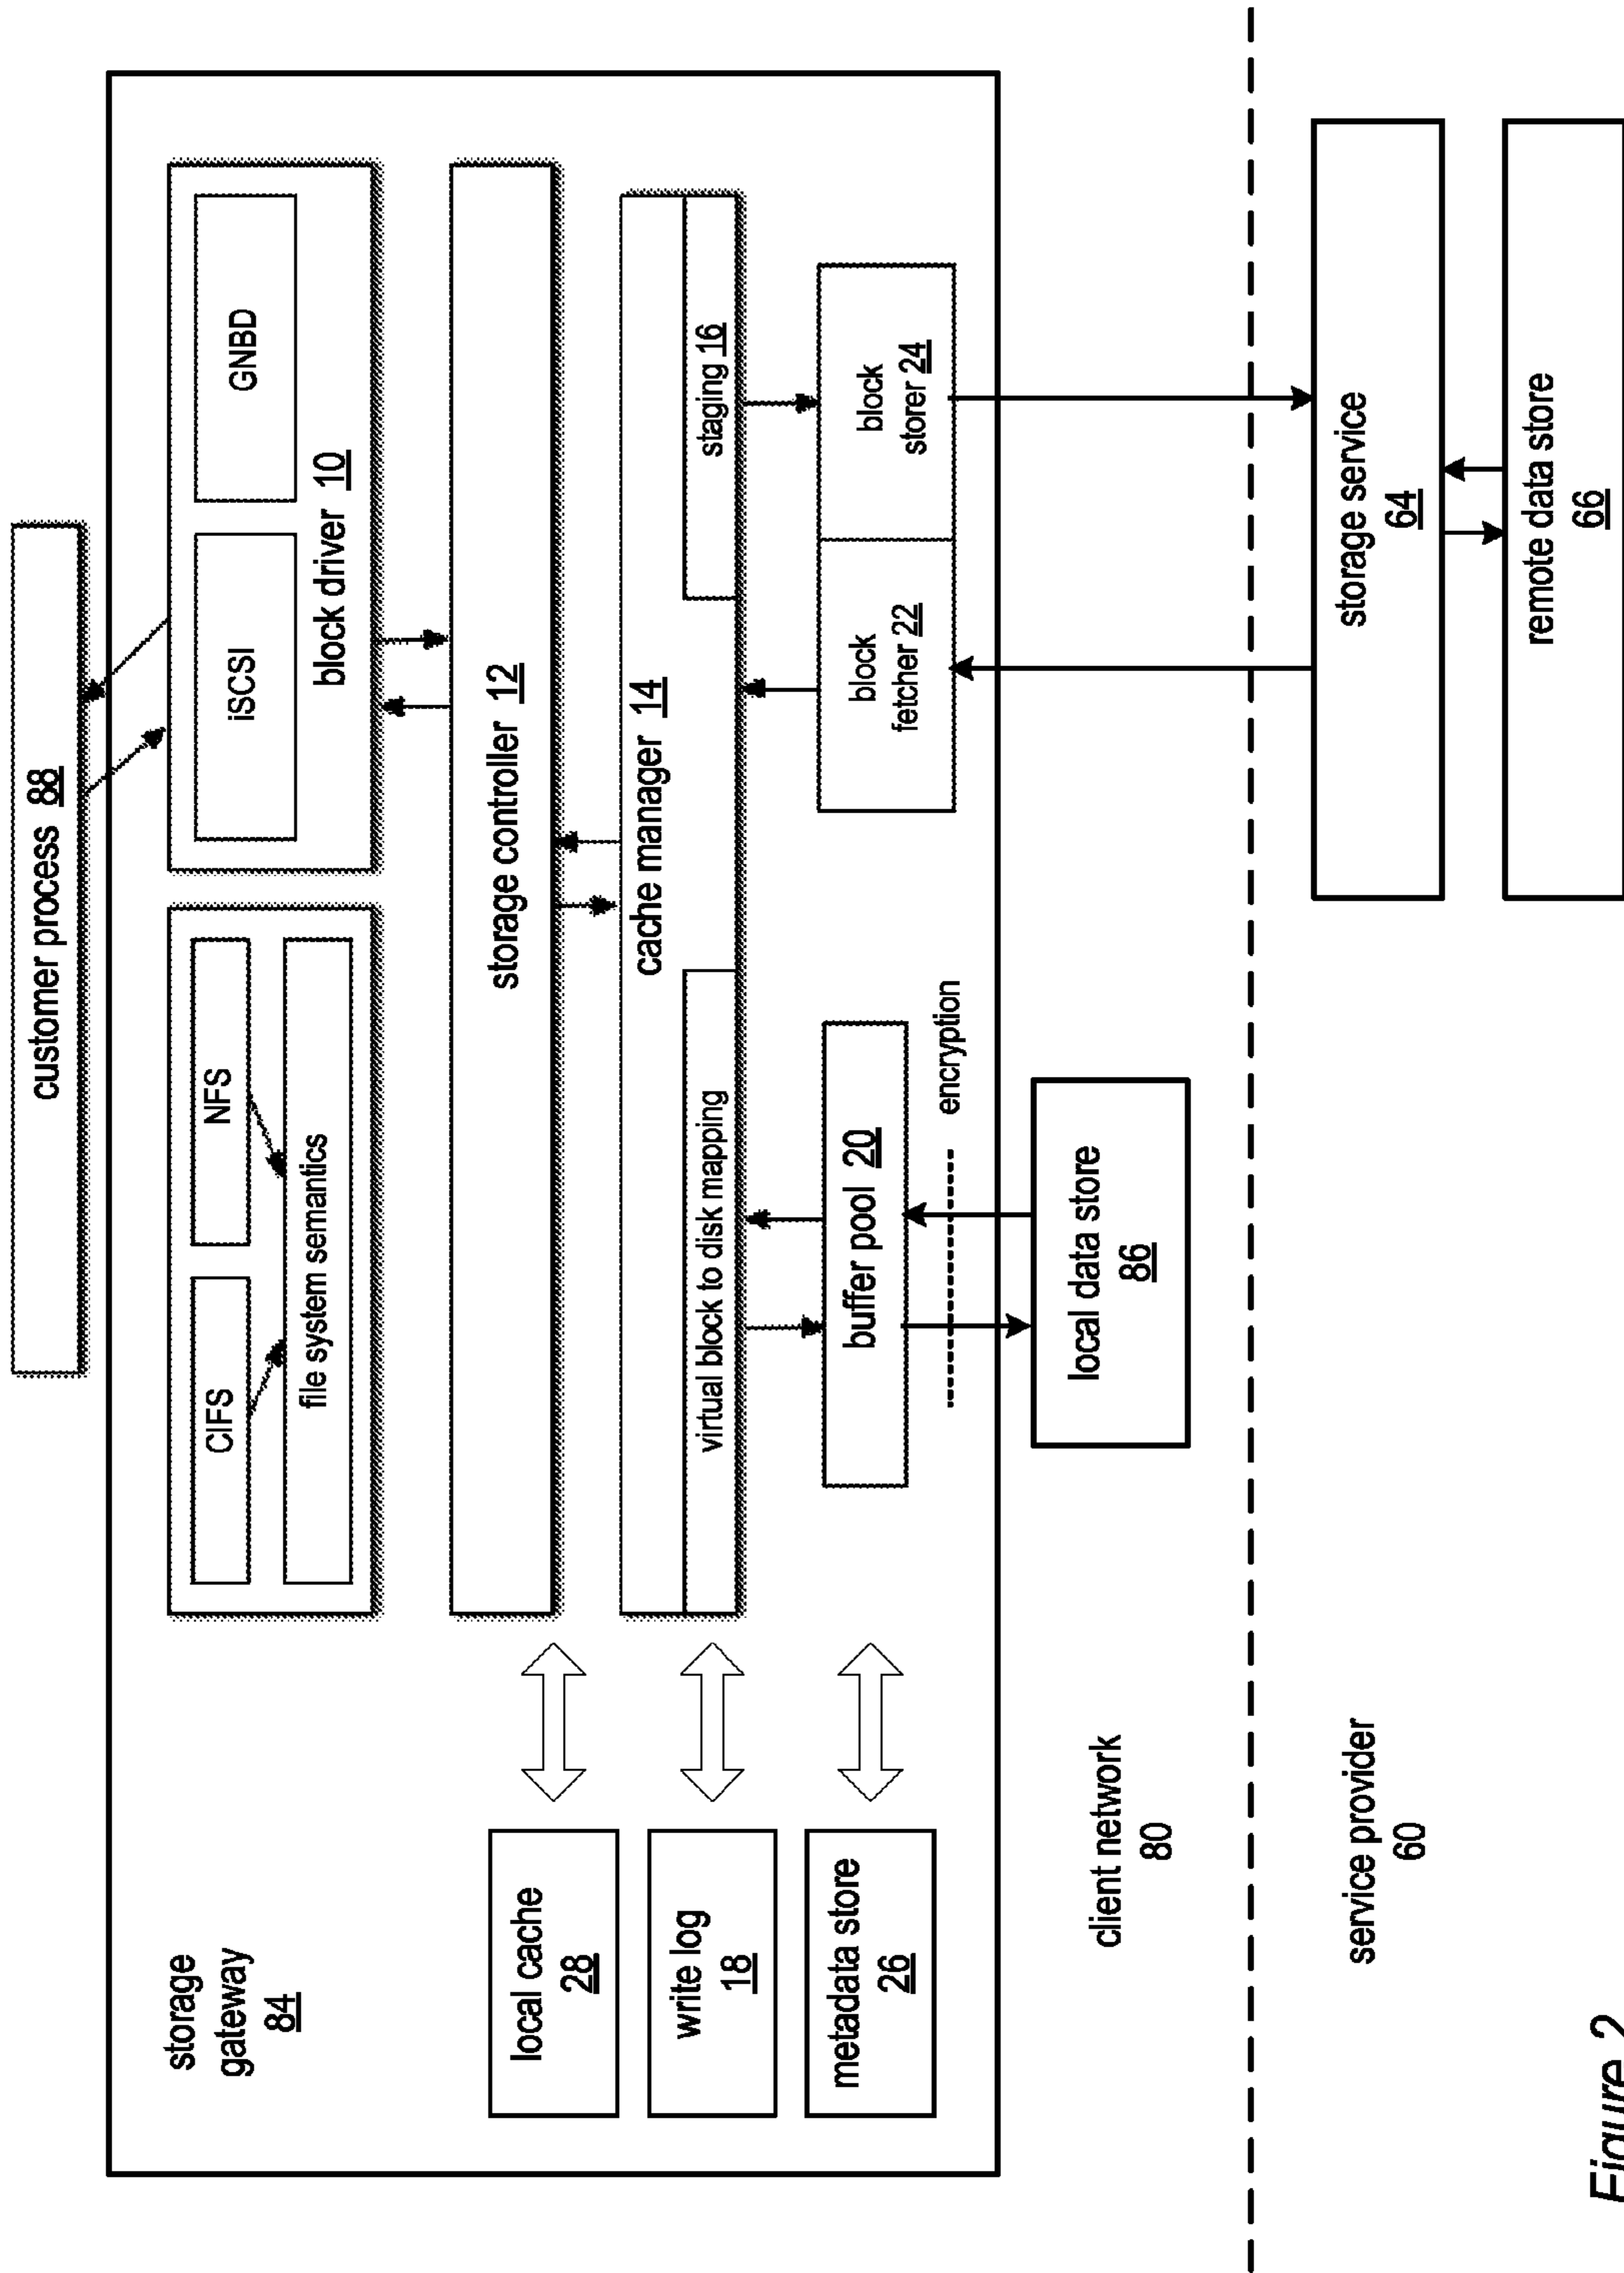 customer process 88
storage
gateway
84
CIFS
NFS
file system semantics
iSCSI
GNBD
block driver 10
storage controller 12
local cache
28
cache manager 14
write log
18
virtual block to disk mapping
staging 16
metadata store
26
buffer pool 20
block
fetcher 22
block
storer 24
encryption
local data store
86
client network
80
service provider
60
storage service
64
remote data store
66
Figure 2